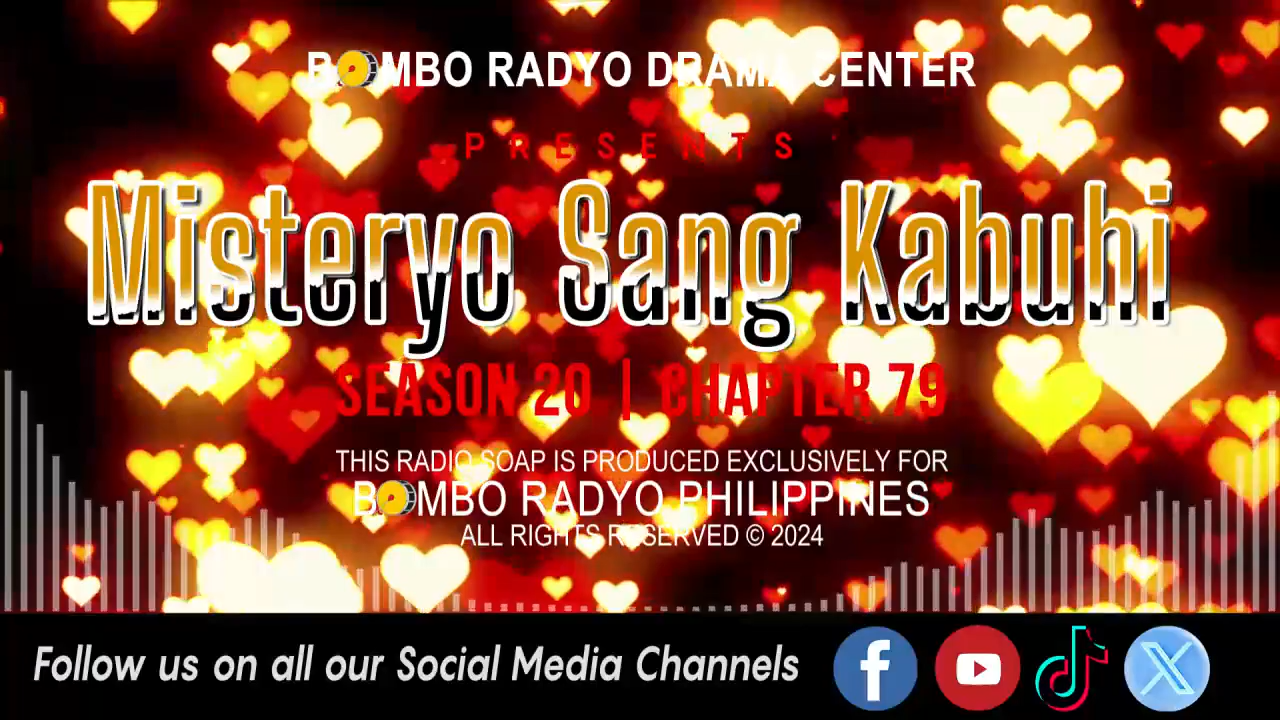 BOMBO RADYO DRAMA CENTER
PRESENTS
Misteryo Sang Kabuhi
SEASON 20 | CHAPTER 79
THIS RADIO SOAP IS PRODUCED EXCLUSIVELY FOR
BOMBO RADYO PHILIPPINES
ALL RIGHTS RESERVED © 2024
Follow us on all our Social Media Channels